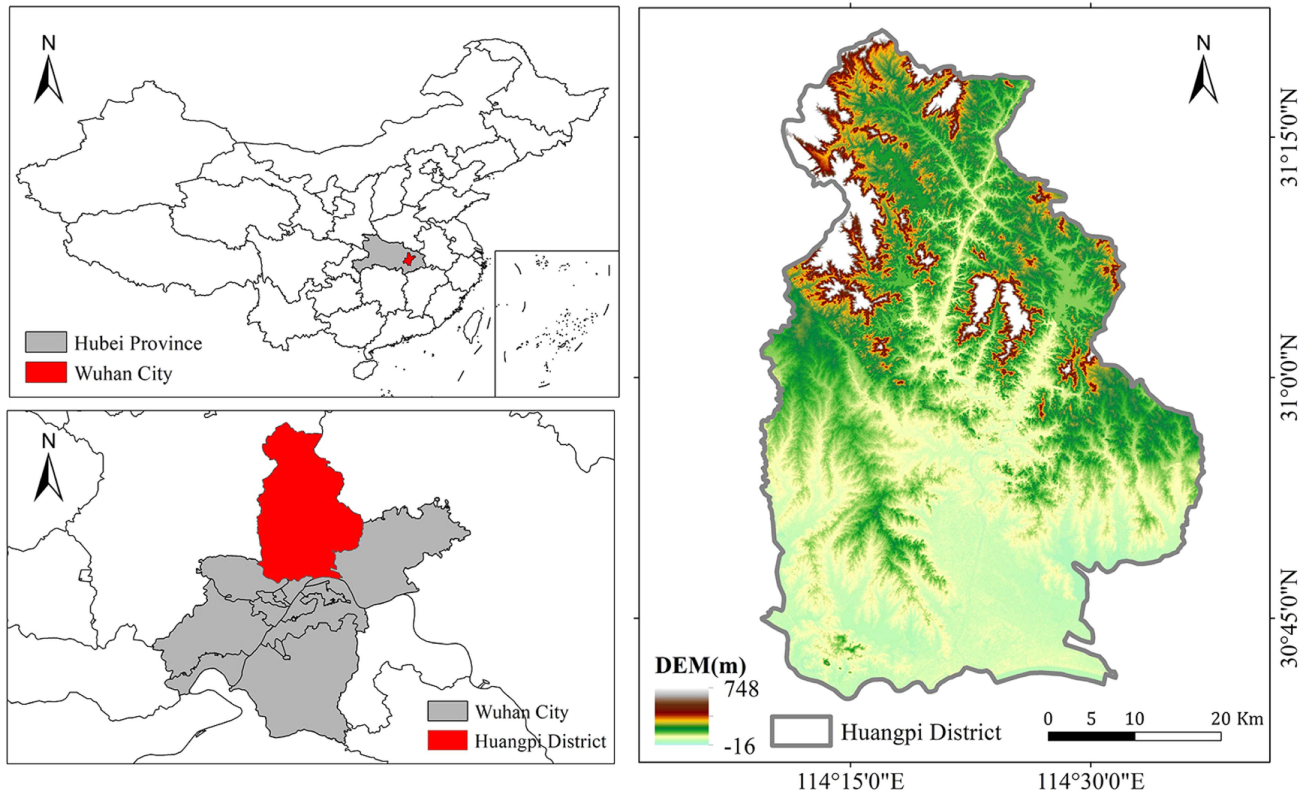 N
Hubei Province
Wuhan City
N
Wuhan City
Huangpi District
N
31°15'0"N
31°0'0"N
30°45'0"N
DEM(m)
748
-16
Huangpi District
0 5 10 20 Km
114°15'0"E 114°30'0"E